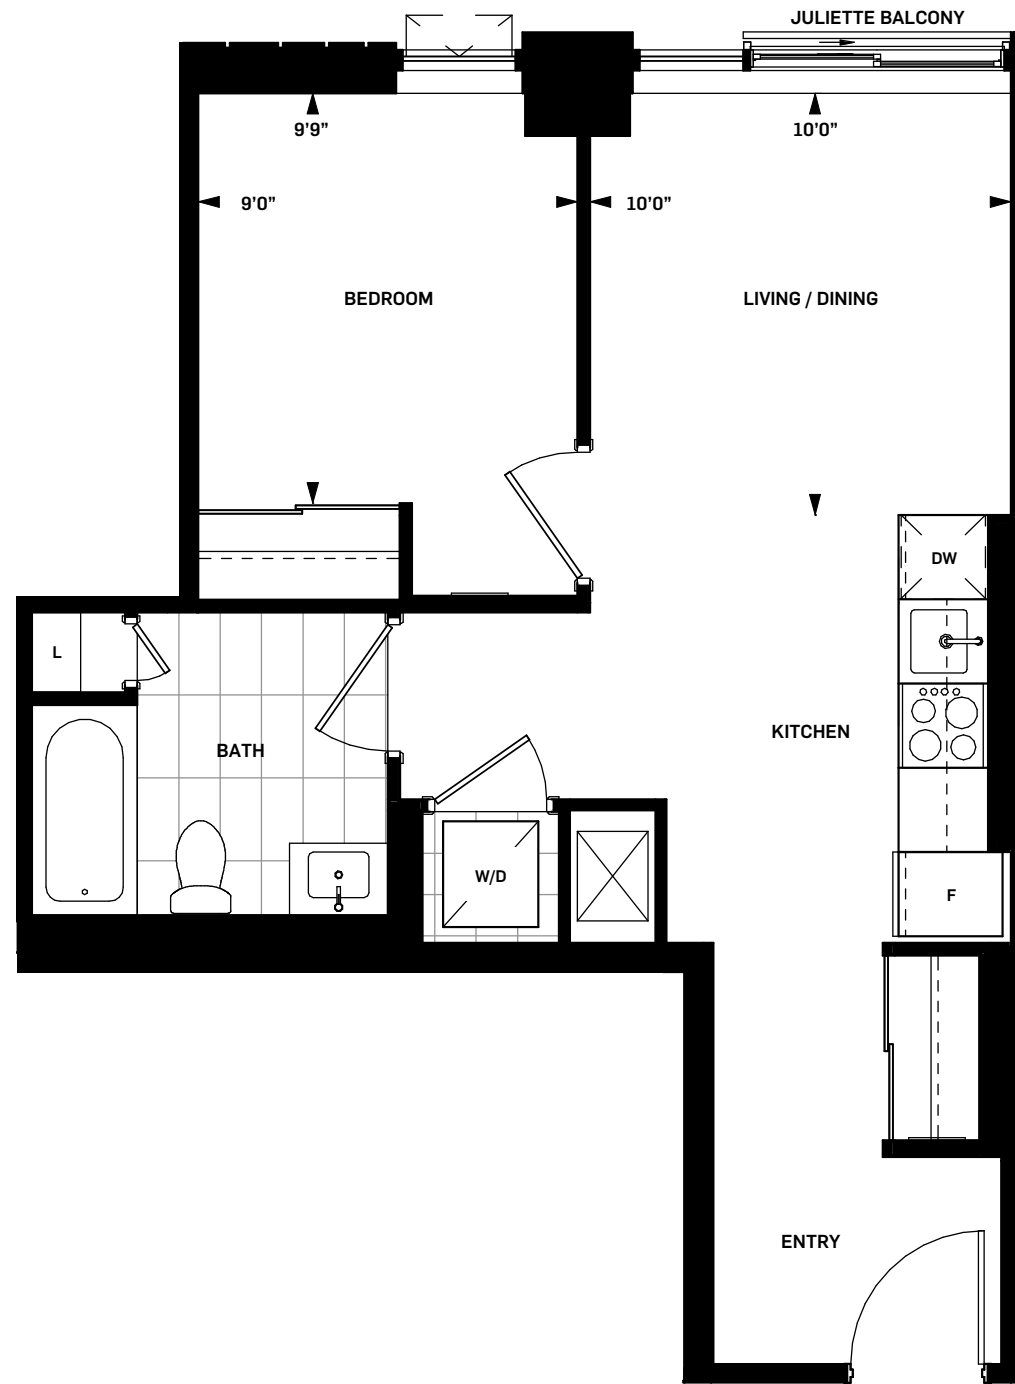 JULIETTE BALCONY
9'9" 10'0"
9'0" 10'0"
BEDROOM LIVING / DINING
DW
L
KITCHEN
BATH
W/D
F
ENTRY